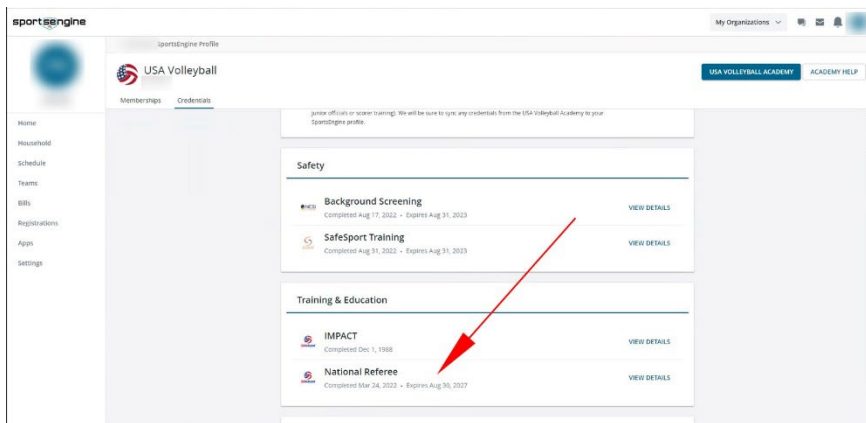 sportsengine
My Organizations
SportsEngine Profile
USA Volleyball
USA VOLLEYBALL ACADEMY
ACADEMY HELP
Memberships
Credentials
Home
Household
Schedule
Teams
Bills
Registrations
Apps
Settings
junior officials or scorer training). We will be sure to sync any credentials from the USA Volleyball Academy to your
SportsEngine profile.
Safety
Background Screening
Completed Aug 17, 2022 - Expires Aug 31, 2023
VIEW DETAILS
SafeSport Training
Completed Aug 31, 2022 - Expires Aug 31, 2023
VIEW DETAILS
Training & Education
IMPACT
Completed Dec 1, 1988
VIEW DETAILS
National Referee
Completed Mar 24, 2022 - Expires Aug 30, 2027
VIEW DETAILS